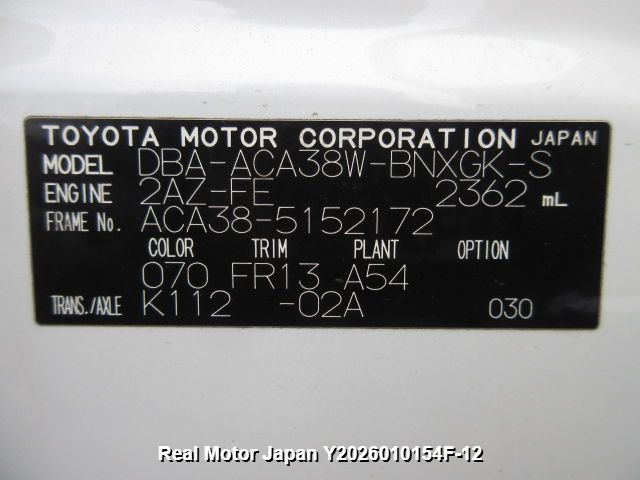 TOYOTA MOTOR CORPORATION JAPAN
MODEL DBA-ACA38W-BNXGK-S
ENGINE 2AZ-FE 2362 mL
FRAME No. ACA38-5152172
COLOR TRIM PLANT OPTION
070 FR13 A54
TRANS./AXLE K112 -02A 030
Real Motor Japan Y2026010154F-12